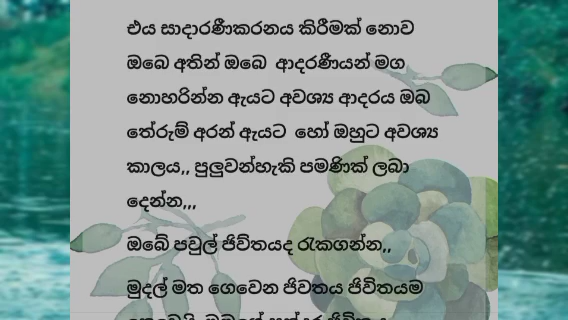 එය සාදාරණීකරනය කිරීමක් නොව
ඔබෙ අතින් ඔබෙ ආදරණීයන් මග
නොහරින්න ඇයට අවශ්‍ය ආදරය ඔබ
තේරුම් අරන් ඇයට හෝ ඔහුට අවශ්‍ය
කාලය,, පුලුවන්හැකි පමණික් ලබා
දෙන්න,,,
ඔබේ පවුල් ජිවිතයද රැකගන්න,,
මුදල් මත ගෙවෙන ජිවතය ජිවිතයම